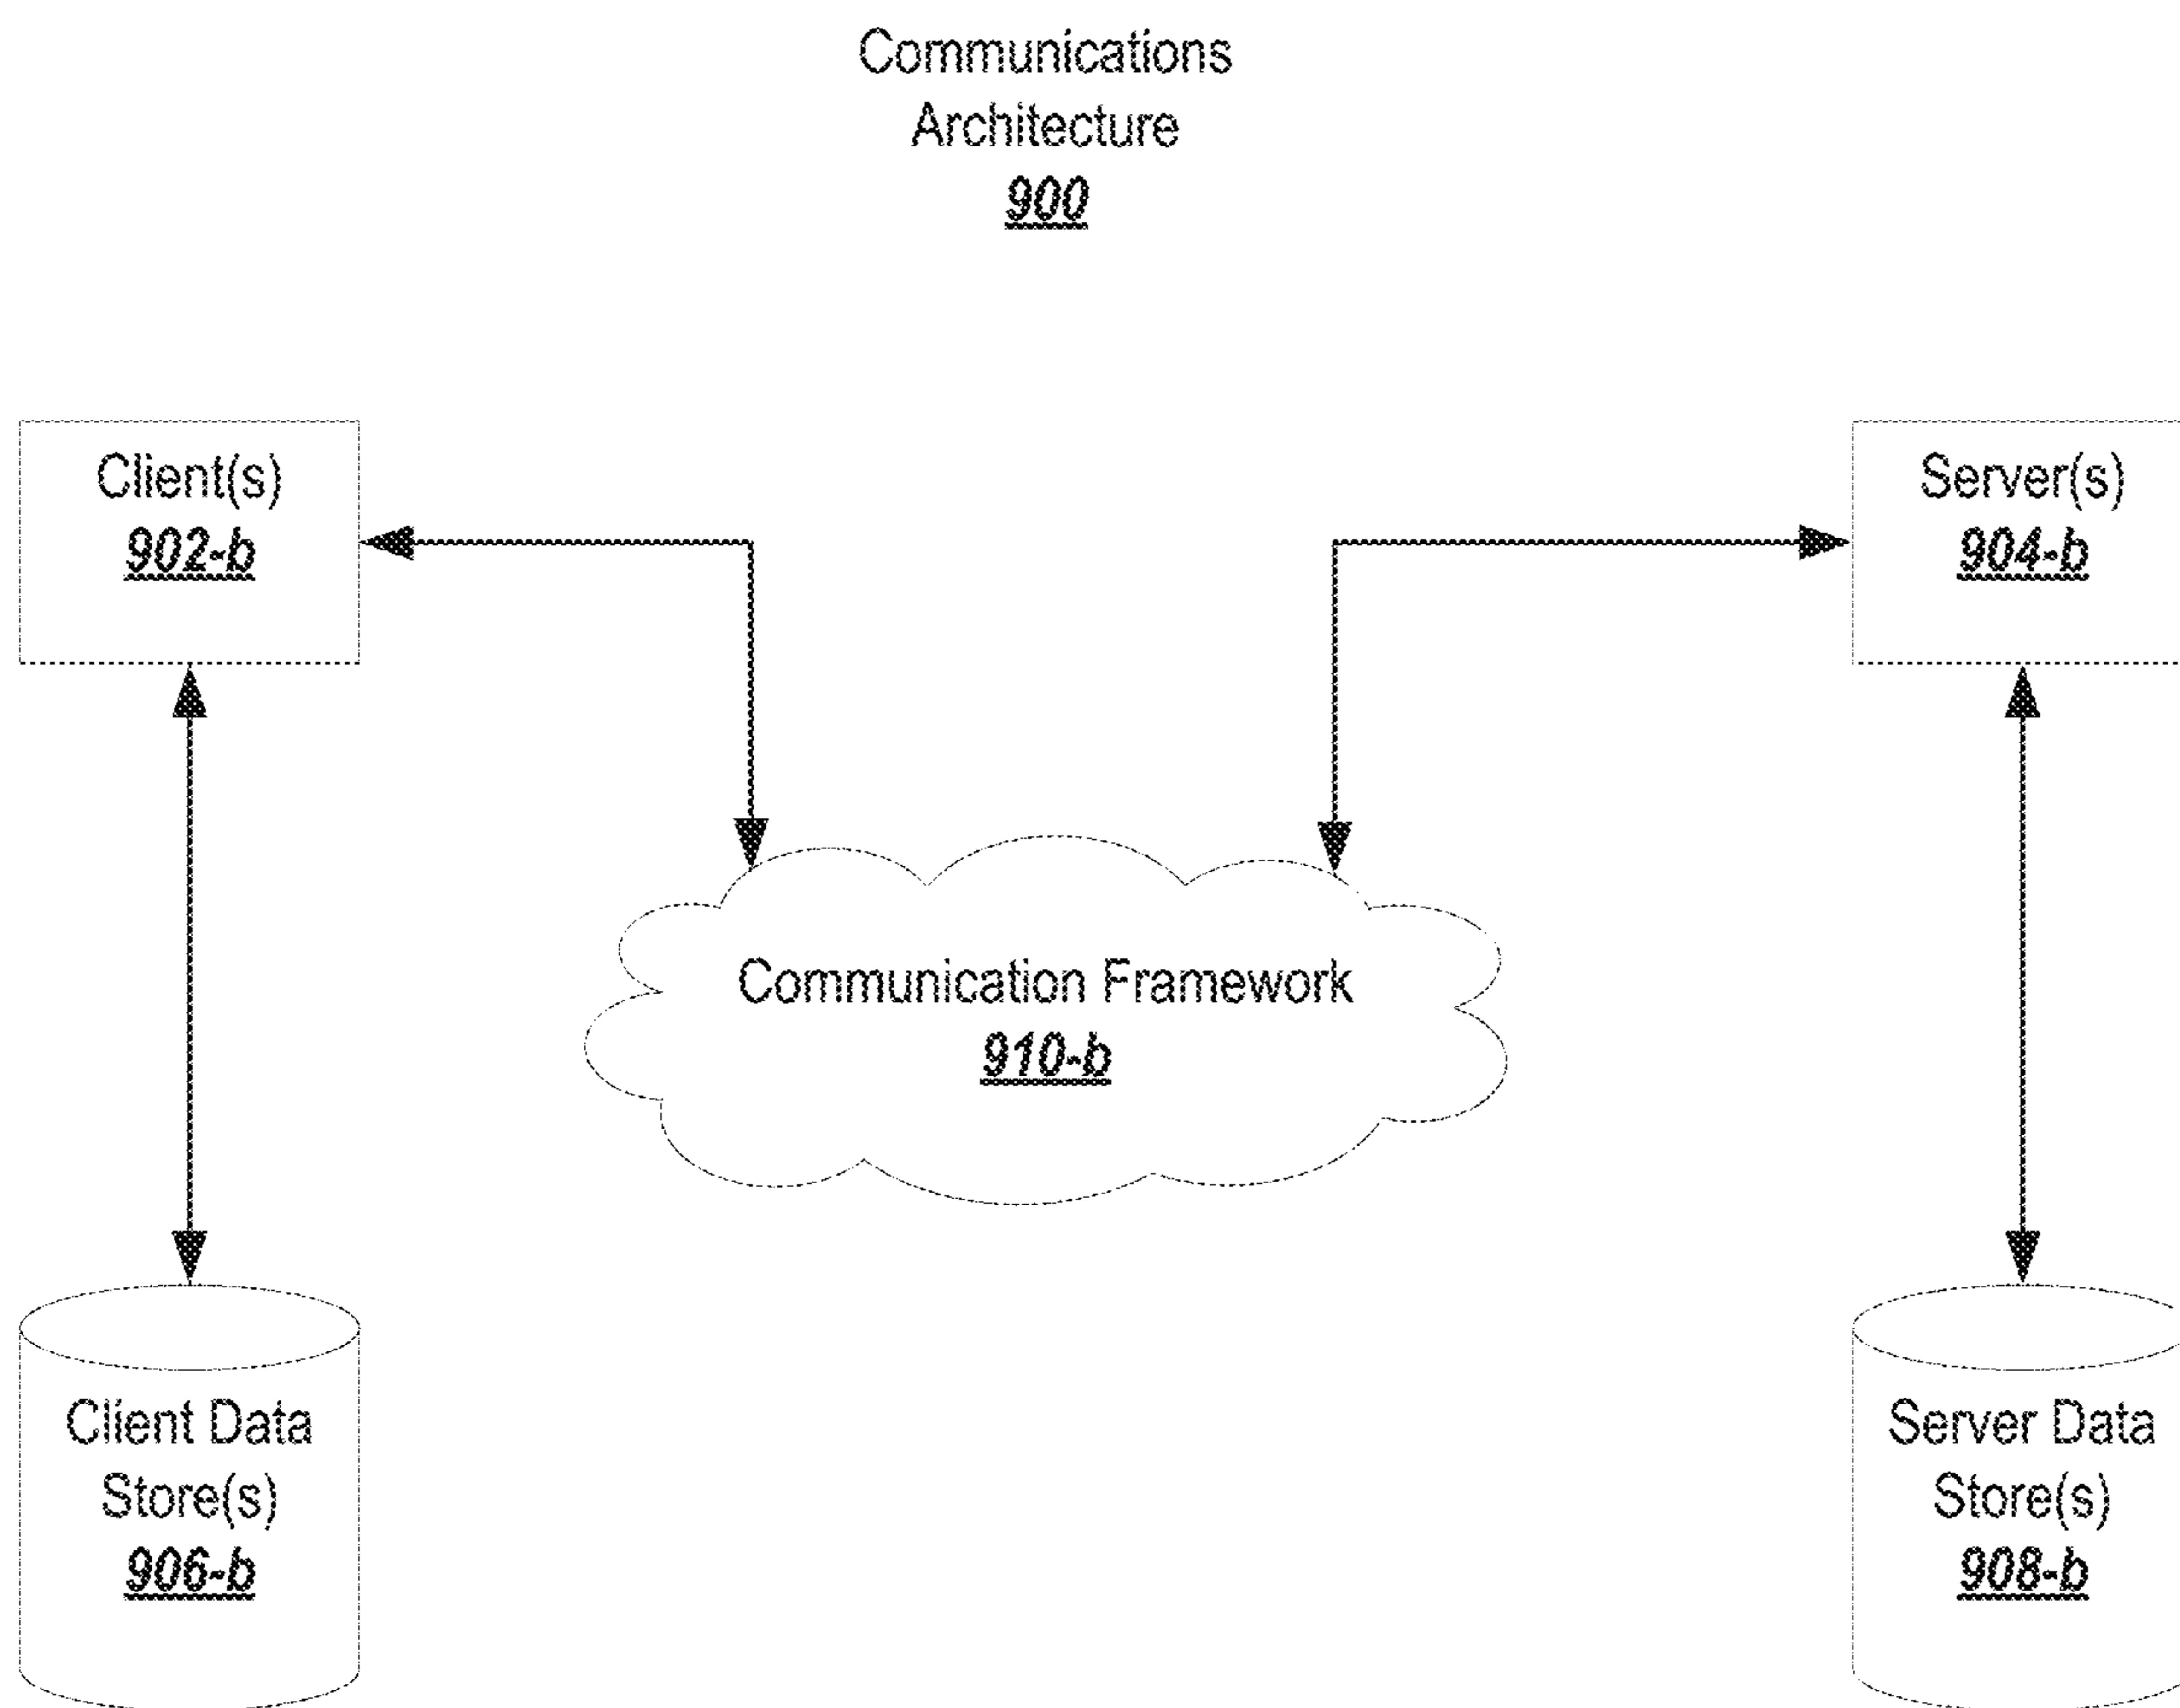 Communications
Architecture
900
Client(s)
902-b
Server(s)
904-b
Communication Framework
910-b
Client Data
Store(s)
906-b
Server Data
Store(s)
908-b